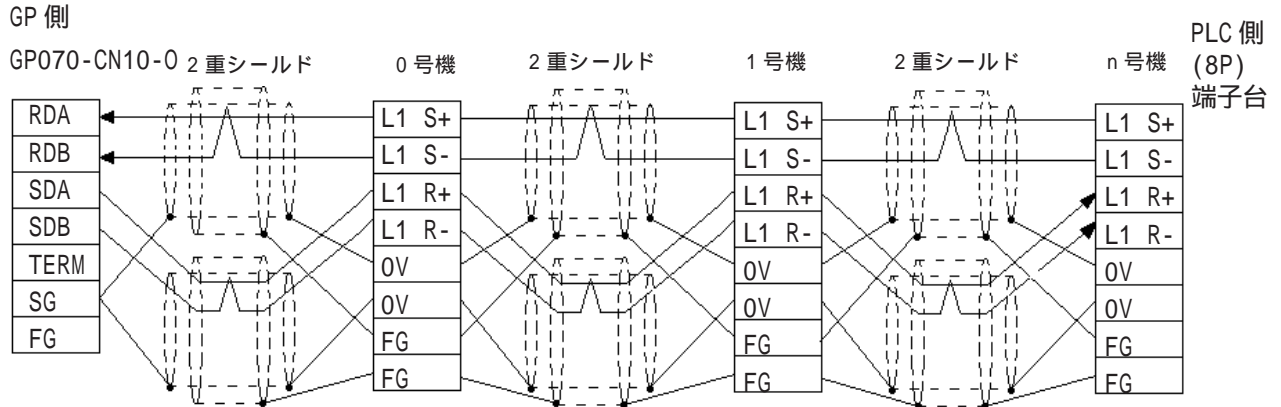 GP 側
GP070-CN10-O 2 重シールド 0 号機 2 重シールド 1 号機 2 重シールド n 号機
PLC 側
(8P)
端子台
RDA
RDB
SDA
SDB
TERM
SG
FG
L1 S+
L1 S-
L1 R+
L1 R-
0V
0V
FG
FG
L1 S+
L1 S-
L1 R+
L1 R-
0V
0V
FG
FG
L1 S+
L1 S-
L1 R+
L1 R-
0V
0V
FG
FG